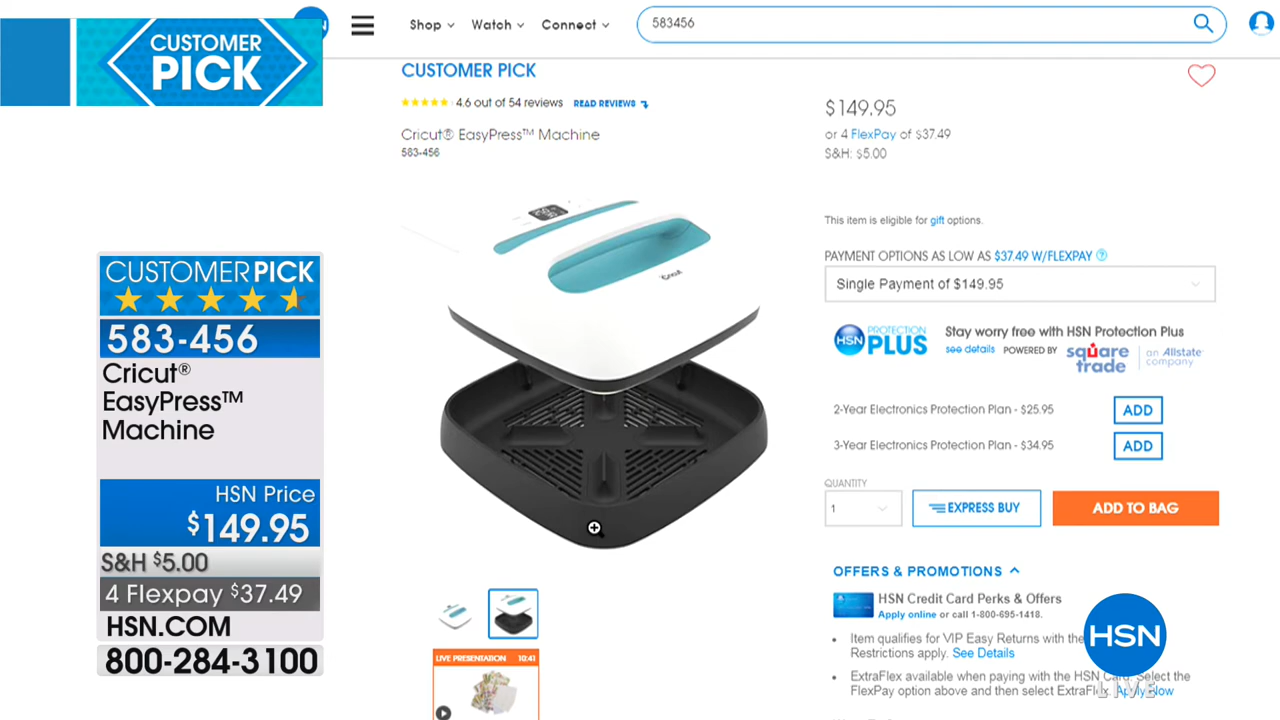 CUSTOMER
PICK
Shop
Watch
Connect
583456
CUSTOMER PICK
4.6 out of 54 reviews READ REVIEWS
Cricut® EasyPress™ Machine
583-456
$149.95
or 4 FlexPay of $37.49
S&H: $5.00
This item is eligible for gift options.
PAYMENT OPTIONS AS LOW AS $37.49 W/FLEXPAY
Single Payment of $149.95
HSN PROTECTION PLUS
Stay worry free with HSN Protection Plus
see details POWERED BY square trade an Allstate company
2-Year Electronics Protection Plan - $25.95 ADD
3-Year Electronics Protection Plan - $34.95 ADD
QUANTITY
1
EXPRESS BUY
ADD TO BAG
OFFERS & PROMOTIONS
HSN Credit Card Perks & Offers
Apply online or call 1-800-695-1418.
Item qualifies for VIP Easy Returns with the
Restrictions apply. See Details
ExtraFlex available when paying with the HSN Card. Select the
FlexPay option above and then select ExtraFlex. Apply Now
cricut
LIVE PRESENTATION 10:41
CUSTOMER PICK
583-456
Cricut®
EasyPress™
Machine
HSN Price
$149.95
S&H $5.00
4 Flexpay $37.49
HSN.COM
800-284-3100
HSN
LIVE